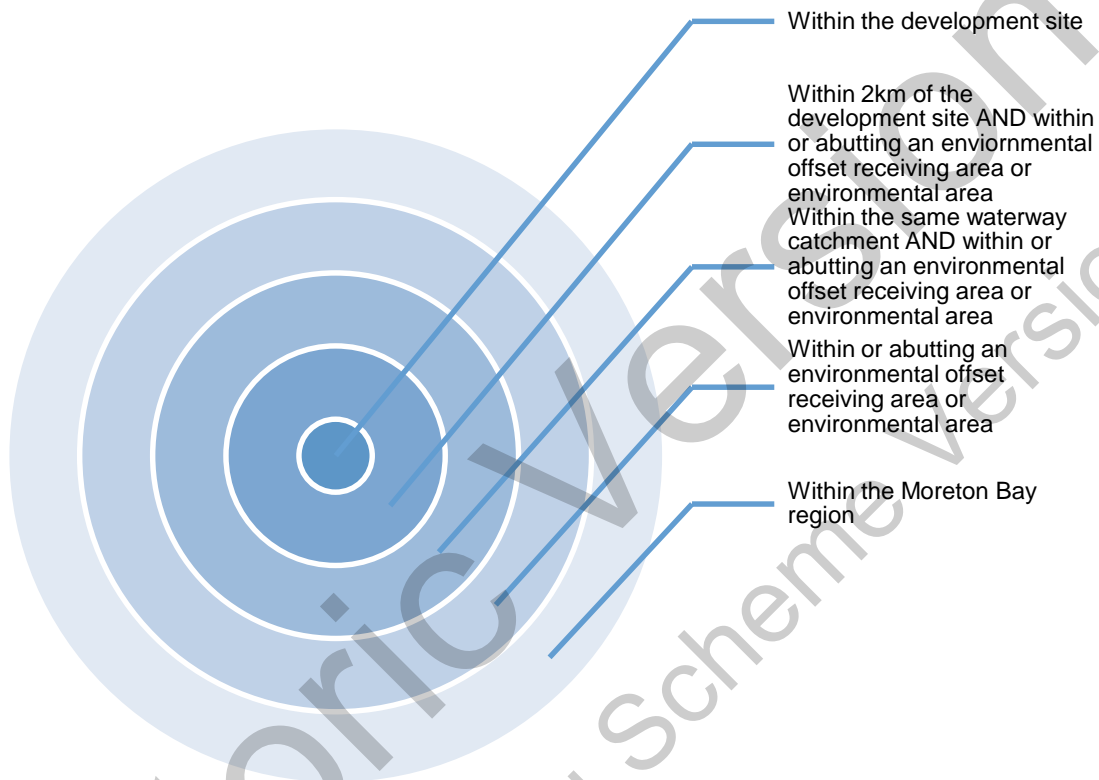 Within the development site
Within 2km of the
development site AND within
or abutting an enviornmental
offset receiving area or
environmental area
Within the same waterway
catchment AND within or
abutting an environmental
offset receiving area or
environmental area
Within or abutting an
environmental offset
receiving area or
environmental area
Within the Moreton Bay
region
oric Version
Scheme Versio